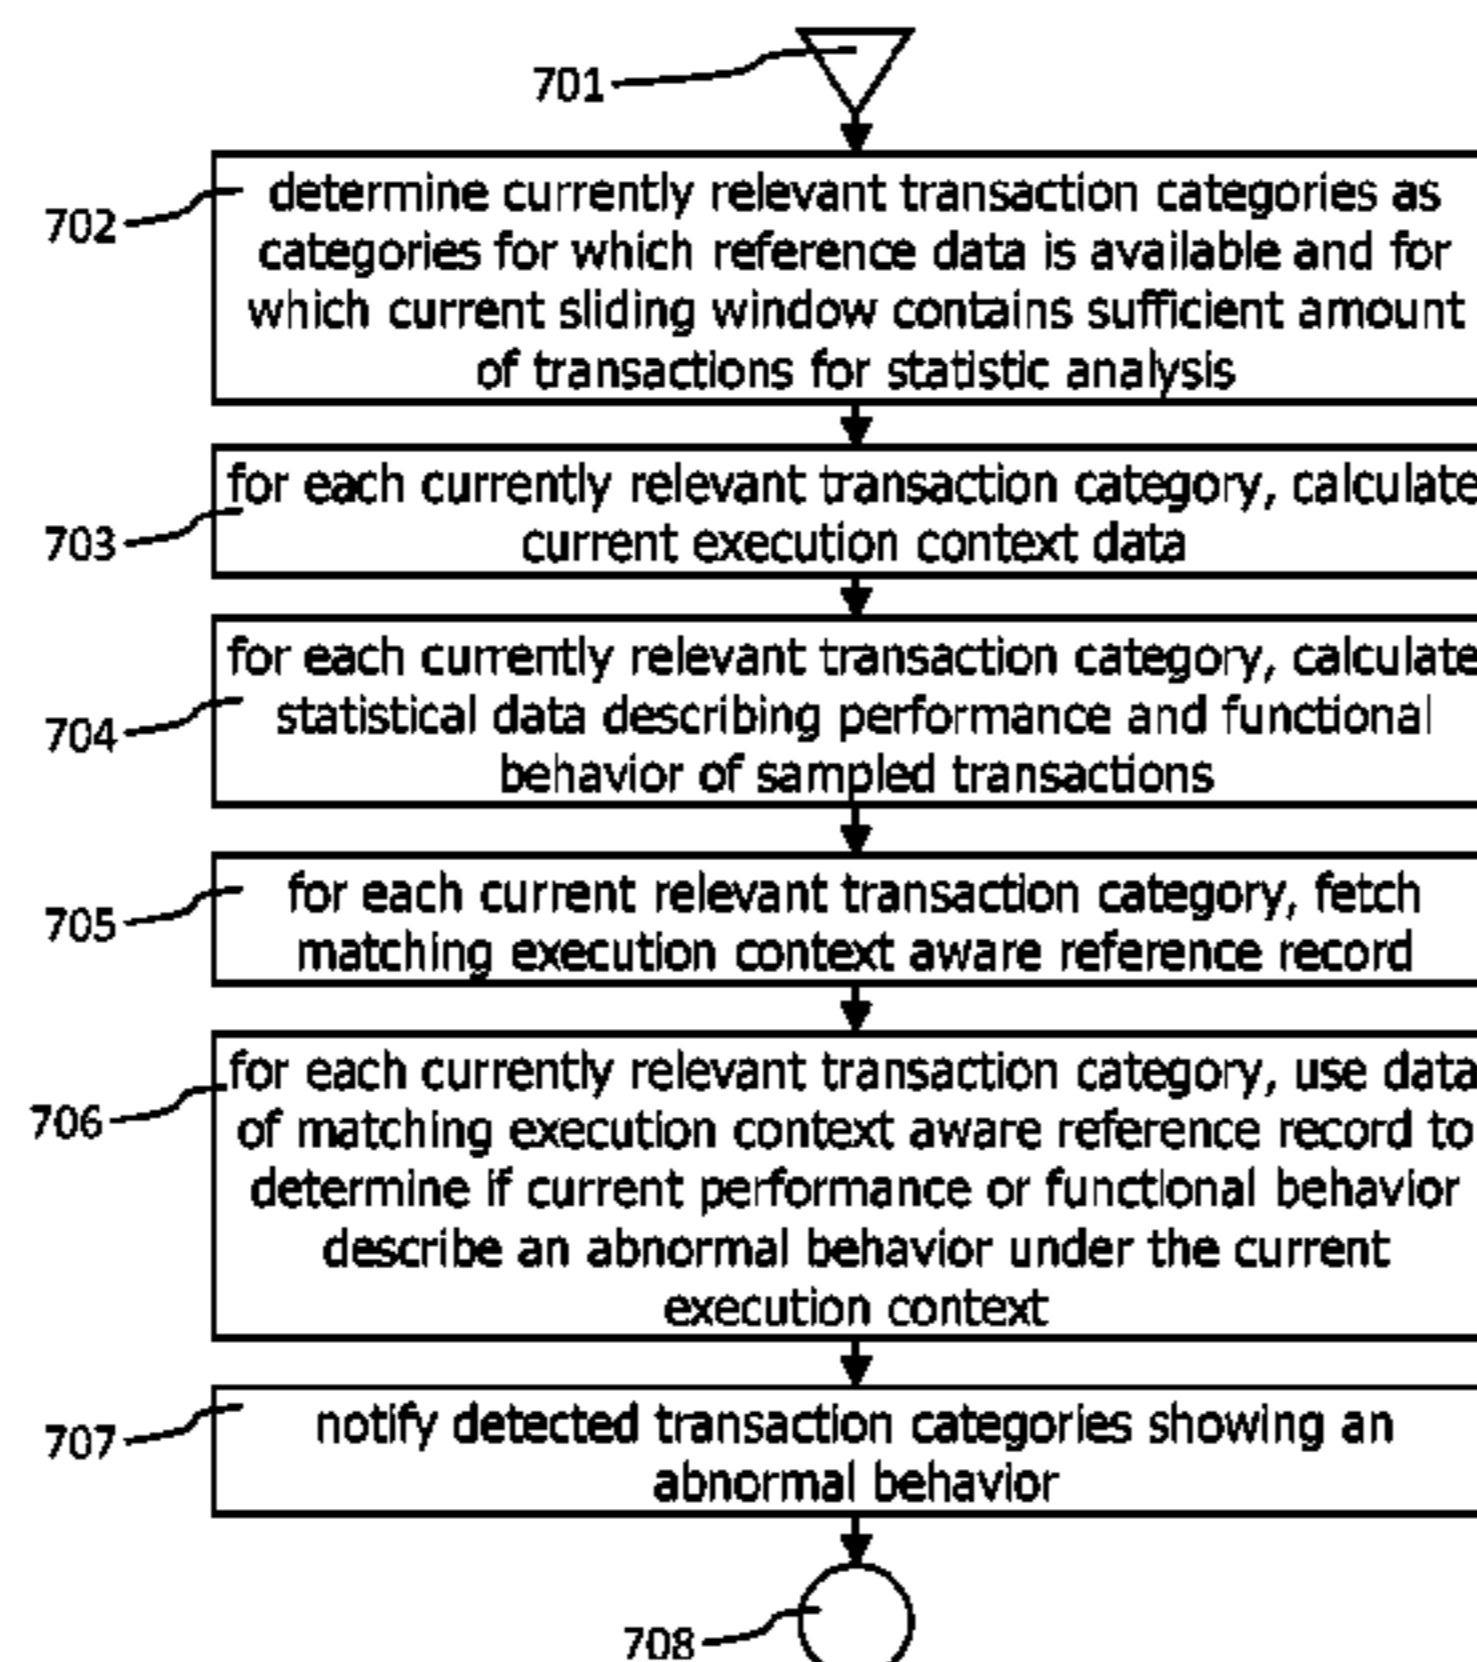 701
702
determine currently relevant transaction categories as
categories for which reference data is available and for
which current sliding window contains sufficient amount
of transactions for statistic analysis
703
for each currently relevant transaction category, calculate
current execution context data
704
for each currently relevant transaction category, calculate
statistical data describing performance and functional
behavior of sampled transactions
705
for each current relevant transaction category, fetch
matching execution context aware reference record
706
for each currently relevant transaction category, use data
of matching execution context aware reference record to
determine if current performance or functional behavior
describe an abnormal behavior under the current
execution context
707
notify detected transaction categories showing an
abnormal behavior
708